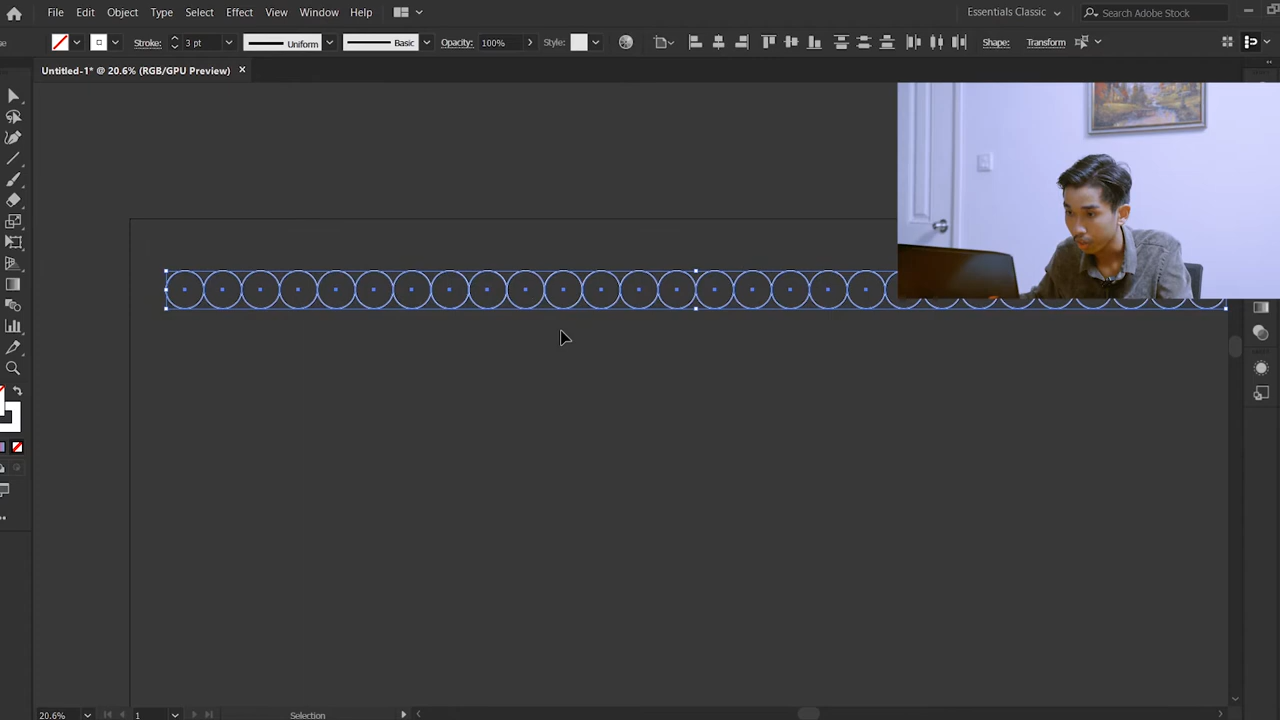 File Edit Object Type Select Effect View Window Help Essentials Classic Search Adobe Stock
Stroke: 3 pt Uniform Basic Opacity: 100% Style: Shape: Transform
Untitled-1* @ 20.6% (RGB/GPU Preview)
20.6% 1 Selection